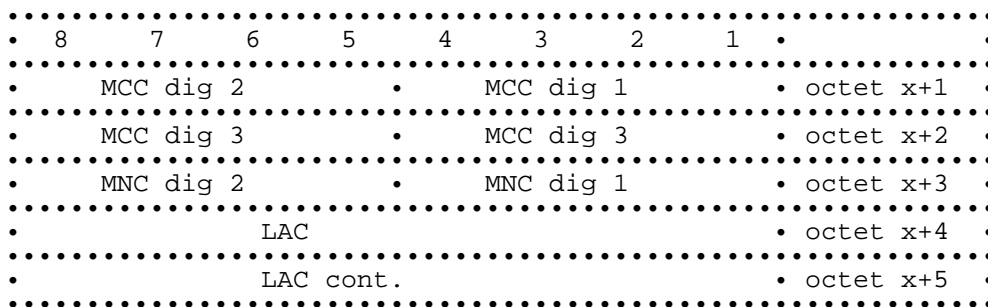 8 7 6 5 4 3 2 1
MCC dig 2 MCC dig 1 octet x+1
MCC dig 3 MCC dig 3 octet x+2
MNC dig 2 MNC dig 1 octet x+3
LAC octet x+4
LAC cont. octet x+5